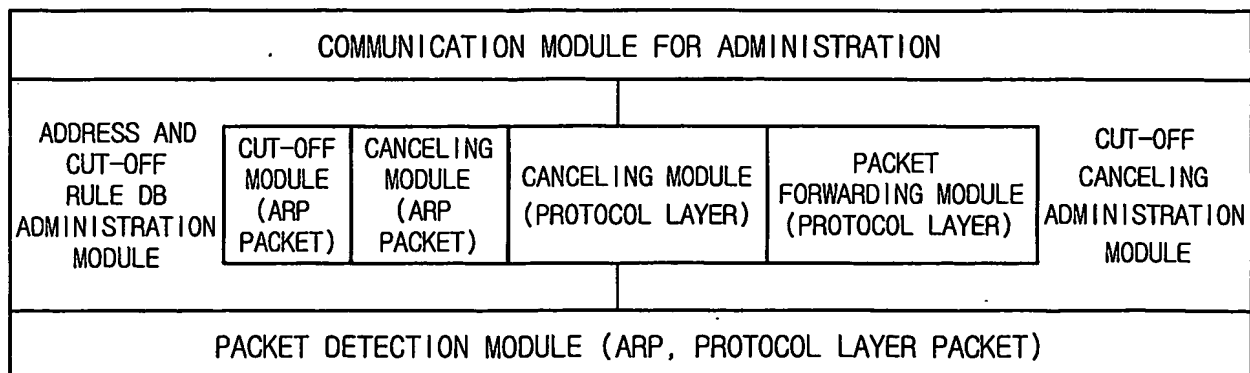 COMMUNICATION MODULE FOR ADMINISTRATION
ADDRESS AND
CUT-OFF
RULE DB
ADMINISTRATION
MODULE
CUT-OFF
MODULE
(ARP
PACKET)
CANCELING
MODULE
(ARP
PACKET)
CANCELING MODULE
(PROTOCOL LAYER)
PACKET
FORWARDING MODULE
(PROTOCOL LAYER)
CUT-OFF
CANCELING
ADMINISTRATION
MODULE
PACKET DETECTION MODULE (ARP, PROTOCOL LAYER PACKET)